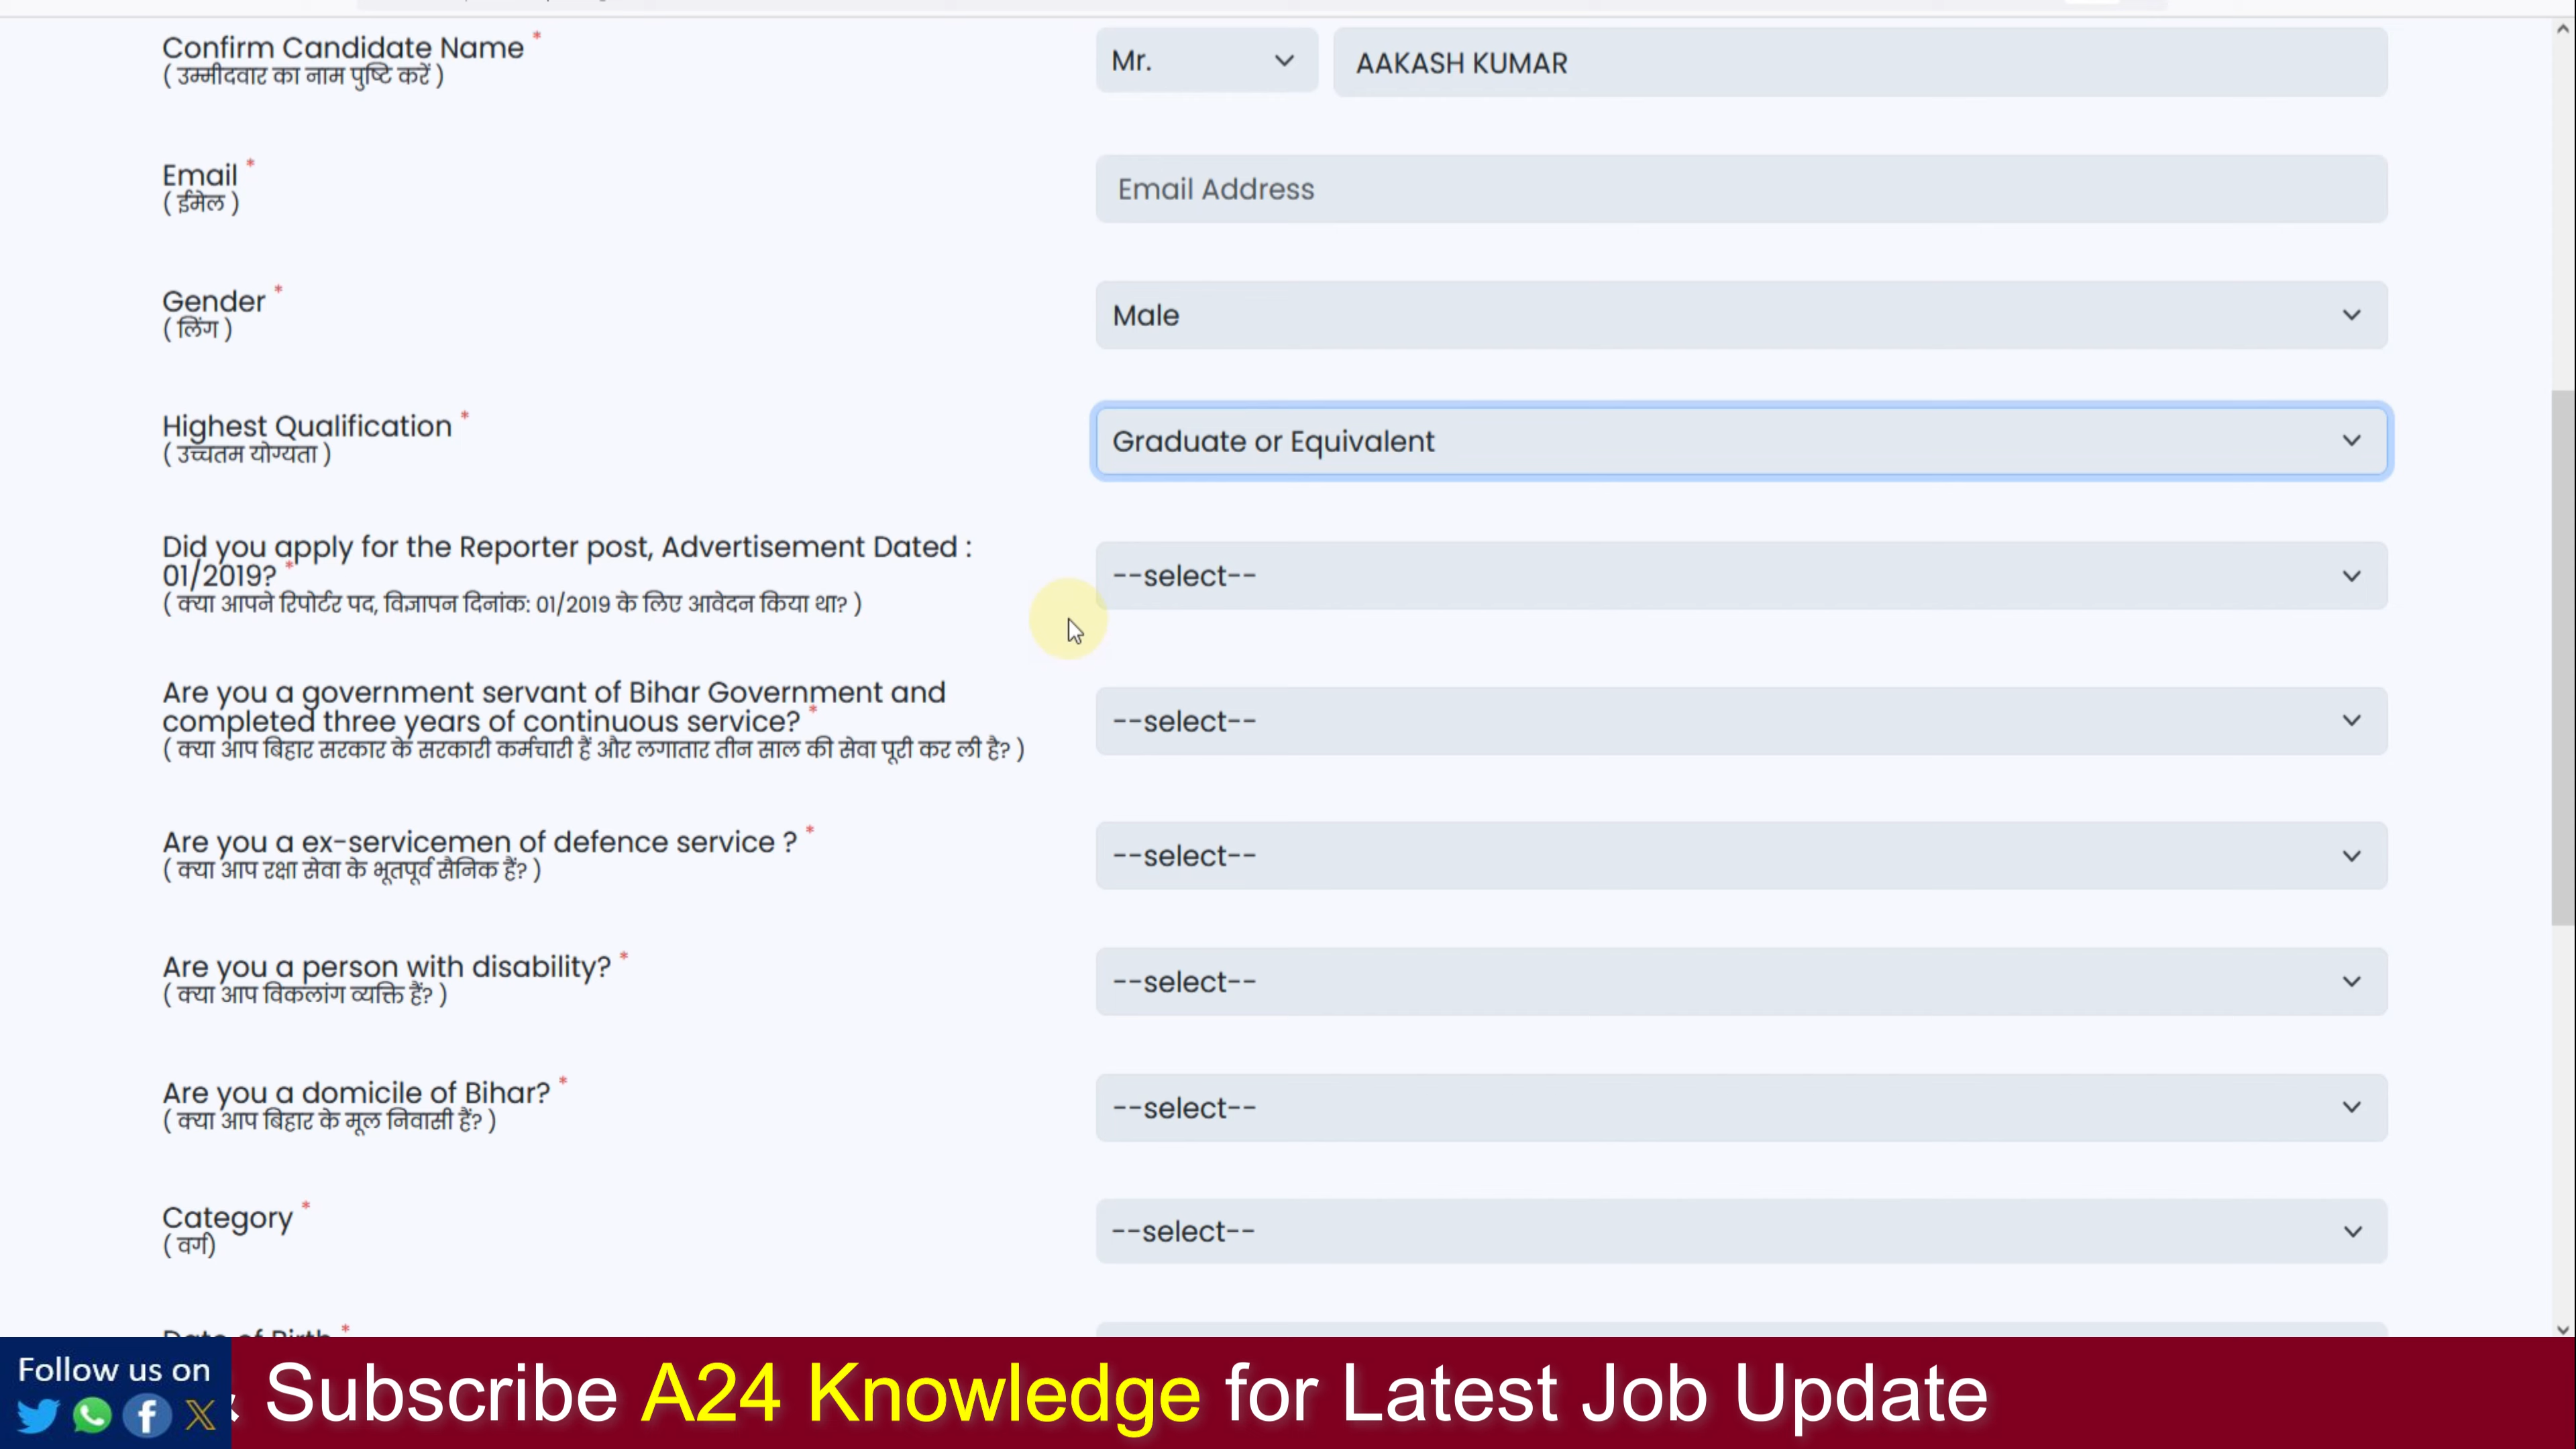 Confirm Candidate Name *
( उम्मीदवार का नाम पुष्टि करें )
Mr.
AAKASH KUMAR
Email *
( ईमेल )
Email Address
Gender *
( लिंग )
Male
Highest Qualification *
( उच्चतम योग्यता )
Graduate or Equivalent
Did you apply for the Reporter post, Advertisement Dated :
01/2019? *
( क्या आपने रिपोर्टर पद, विज्ञापन दिनांक: 01/2019 के लिए आवेदन किया था? )
--select--
Are you a government servant of Bihar Government and
completed three years of continuous service? *
( क्या आप बिहार सरकार के सरकारी कर्मचारी हैं और लगातार तीन साल की सेवा पूरी कर ली है? )
--select--
Are you a ex-servicemen of defence service ? *
( क्या आप रक्षा सेवा के भूतपूर्व सैनिक हैं? )
--select--
Are you a person with disability? *
( क्या आप विकलांग व्यक्ति हैं? )
--select--
Are you a domicile of Bihar? *
( क्या आप बिहार के मूल निवासी हैं? )
--select--
Category *
( वर्ग)
--select--
Date of Birth *
Follow us on
& Subscribe A24 Knowledge for Latest Job Update